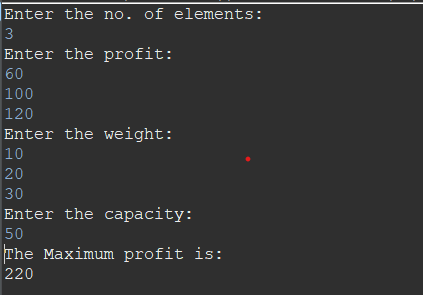 Enter the no. of elements:
3
Enter the profit:
60
100
120
Enter the weight:
10
20
30
Enter the capacity:
50
The Maximum profit is:
220